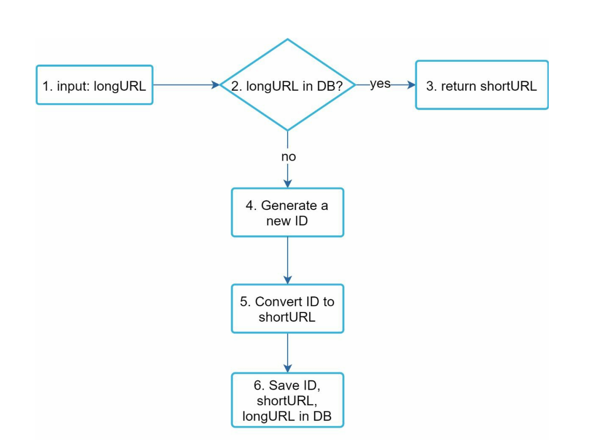 1. input: longURL
2. longURL in DB?
yes
3. return shortURL
no
4. Generate a
new ID
5. Convert ID to
shortURL
6. Save ID,
shortURL,
longURL in DB